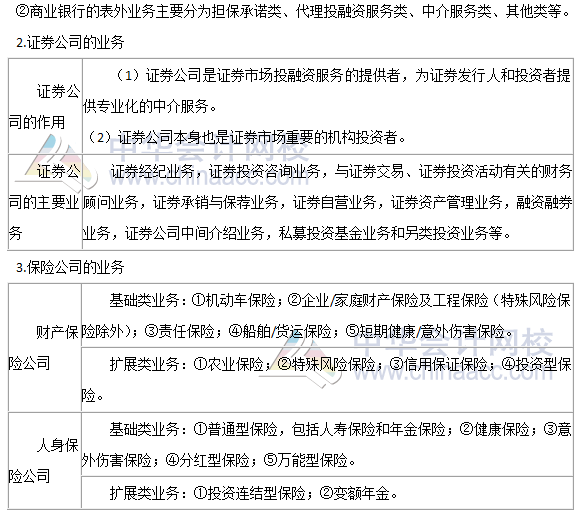 ②商业银行的表外业务主要分为担保承诺类、代理投融资服务类、中介服务类、其他类等。
2.证券公司的业务
证券公
司的作用
（1）证券公司是证券市场投融资服务的提供者，为证券发行人和投资者提
供专业化的中介服务。
（2）证券公司本身也是证券市场重要的机构投资者。
证券公
司的主要业
务
证券经纪业务，证券投资咨询业务，与证券交易、证券投资活动有关的财务
顾问业务，证券承销与保荐业务，证券自营业务，证券资产管理业务，融资融券
业务，证券公司中间介绍业务，私募投资基金业务和另类投资业务等。
3.保险公司的业务
财产保
险公司
基础类业务：①机动车保险；②企业/家庭财产保险及工程保险（特殊风险保
险除外）；③责任保险；④船舶/货运保险；⑤短期健康/意外伤害保险。
扩展类业务：①农业保险；②特殊风险保险；③信用保证保险；④投资型保
险。
人身保
险公司
基础类业务：①普通型保险，包括人寿保险和年金保险；②健康保险；③意
外伤害保险；④分红型保险；⑤万能型保险。
扩展类业务：①投资连结型保险；②变额年金。
中华会计网校
www.chinaacc.com
中华会计网校
www.chinaacc.com